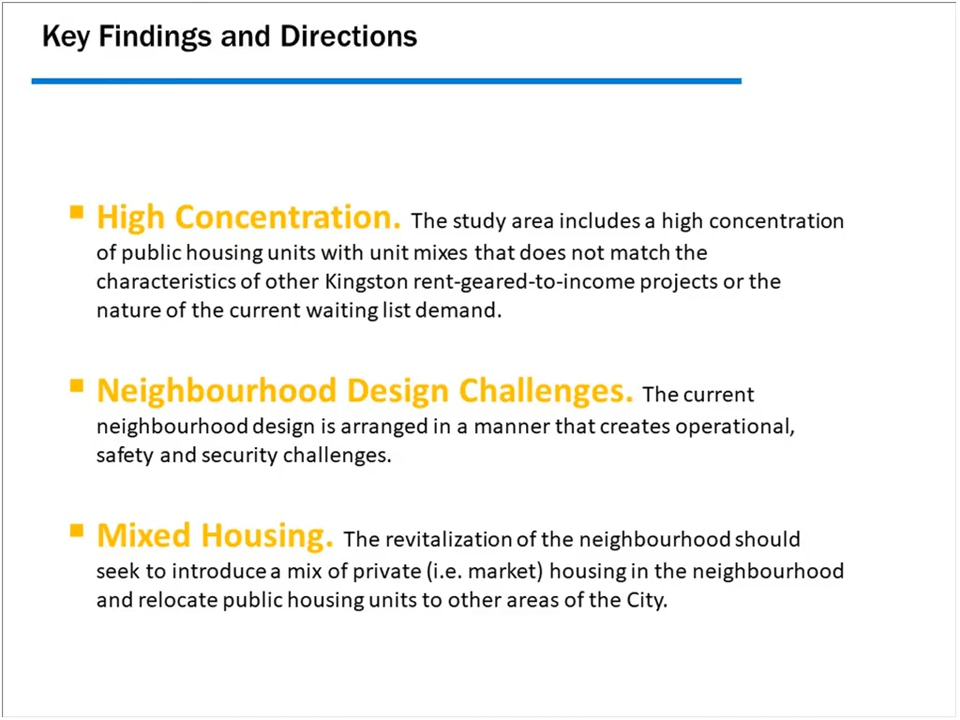 Key Findings and Directions
High Concentration. The study area includes a high concentration
of public housing units with unit mixes that does not match the
characteristics of other Kingston rent-geared-to-income projects or the
nature of the current waiting list demand.
Neighbourhood Design Challenges. The current
neighbourhood design is arranged in a manner that creates operational,
safety and security challenges.
Mixed Housing. The revitalization of the neighbourhood should
seek to introduce a mix of private (i.e. market) housing in the neighbourhood
and relocate public housing units to other areas of the City.